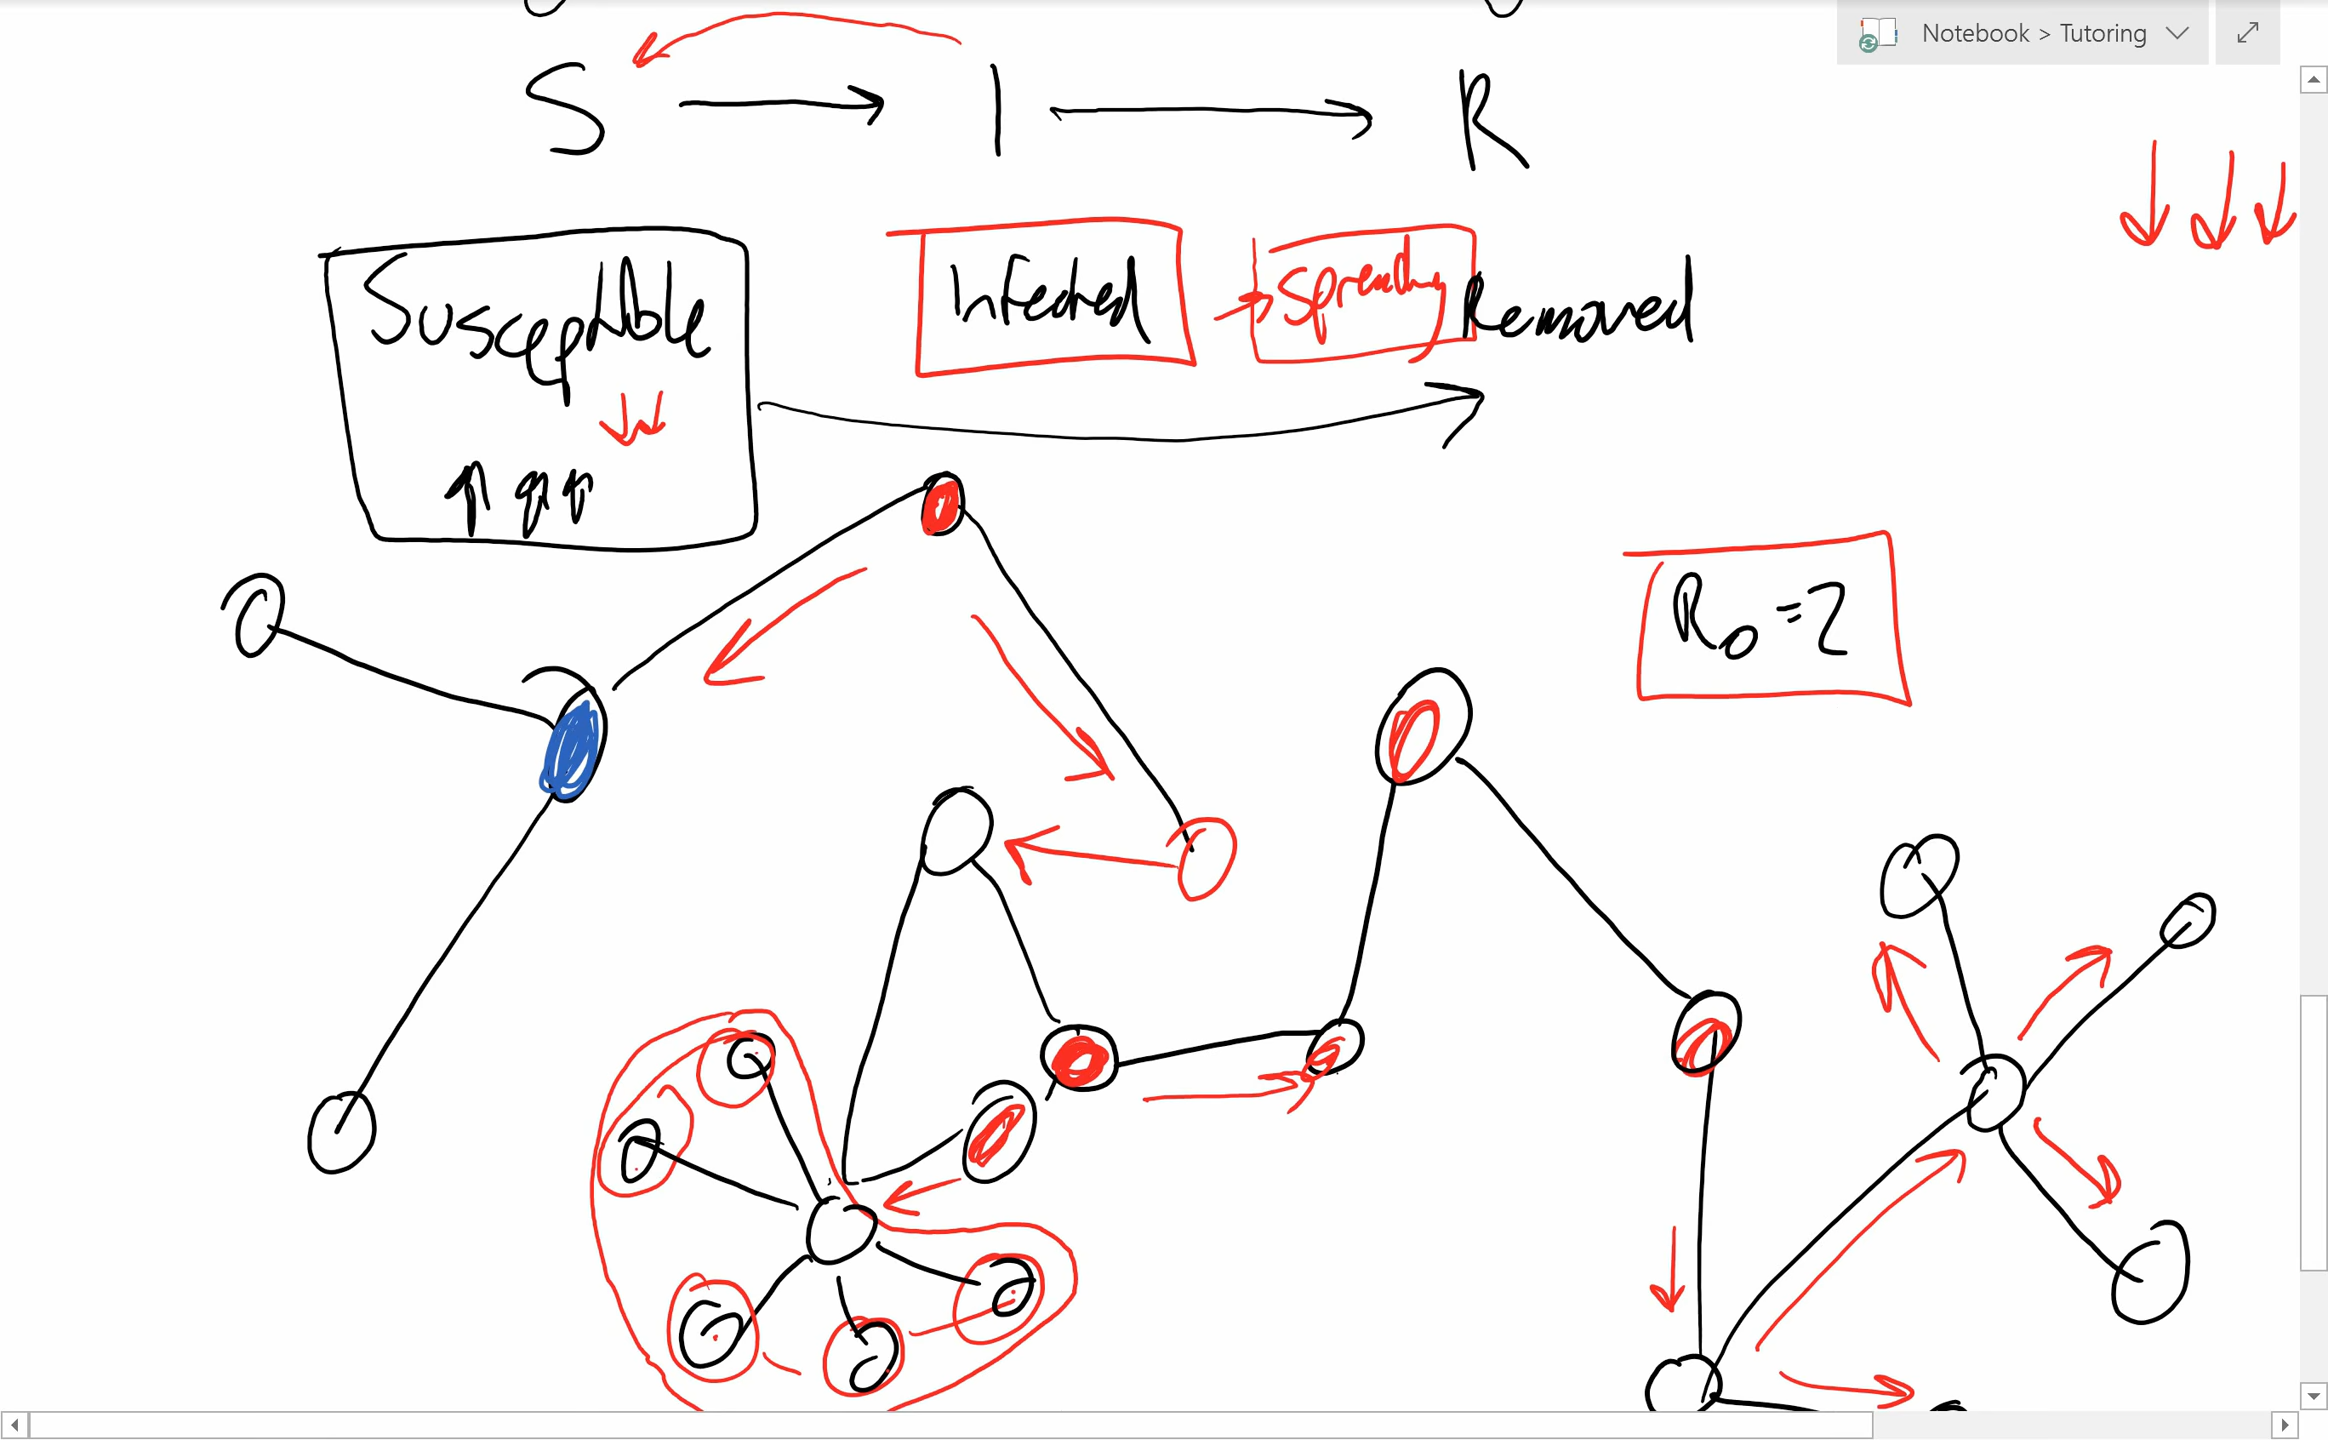 Notebook > Tutoring
S I R
Susceptible Infected Spreading Removed
R₀ = 2